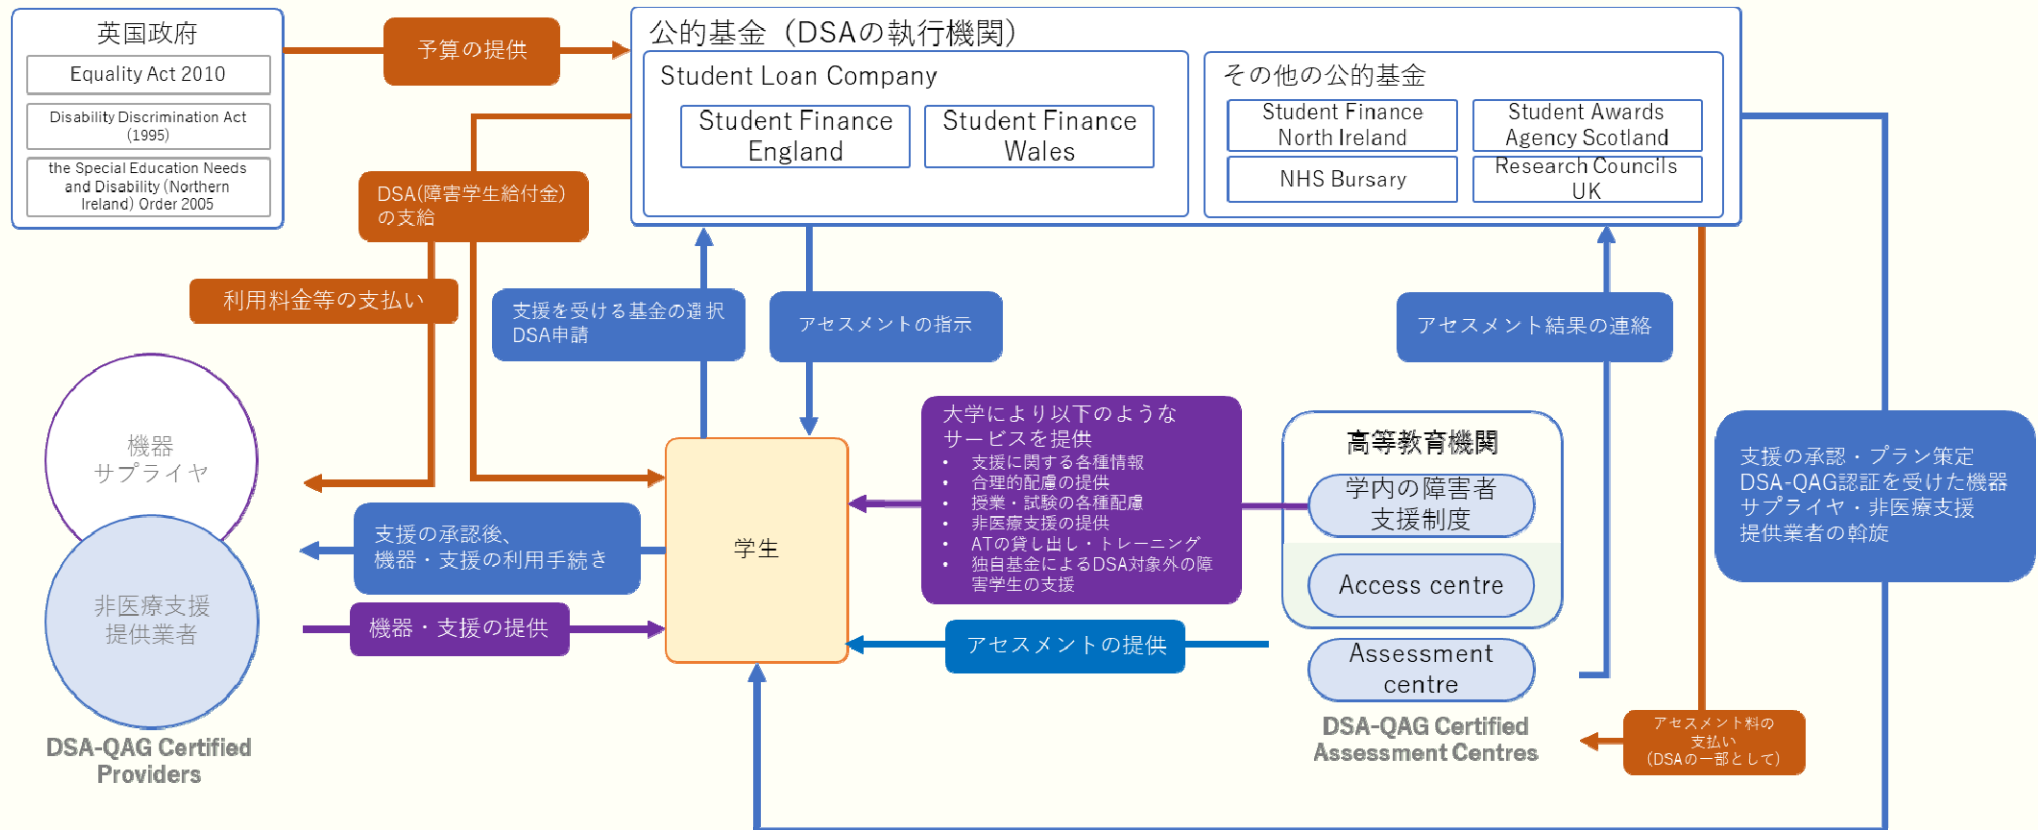 英国政府
Equality Act 2010
Disability Discrimination Act
(1995)
the Special Education Needs
and Disability (Northern
Ireland) Order 2005
予算の提供
公的基金（DSAの執行機関）
Student Loan Company
Student Finance
England
Student Finance
Wales
その他の公的基金
Student Finance
North Ireland
Student Awards
Agency Scotland
NHS Bursary
Research Councils
UK
DSA(障害学生給付金)
の支給
利用料金等の支払い
支援を受ける基金の選択
DSA申請
アセスメントの指示
アセスメント結果の連絡
機器
サプライヤ
非医療支援
提供業者
DSA-QAG Certified
Providers
支援の承認後、
機器・支援の利用手続き
機器・支援の提供
学生
大学により以下のような
サービスを提供
• 支援に関する各種情報
• 合理的配慮の提供
• 授業・試験の各種配慮
• 非医療支援の提供
• ATの貸し出し・トレーニング
• 独自基金によるDSA対象外の障
害学生の支援
アセスメントの提供
高等教育機関
学内の障害者
支援制度
Access centre
Assessment
centre
DSA-QAG Certified
Assessment Centres
アセスメント料の
支払い
(DSAの一部として)
支援の承認・プラン策定
DSA-QAG認証を受けた機器
サプライヤ・非医療支援
提供業者の斡旋